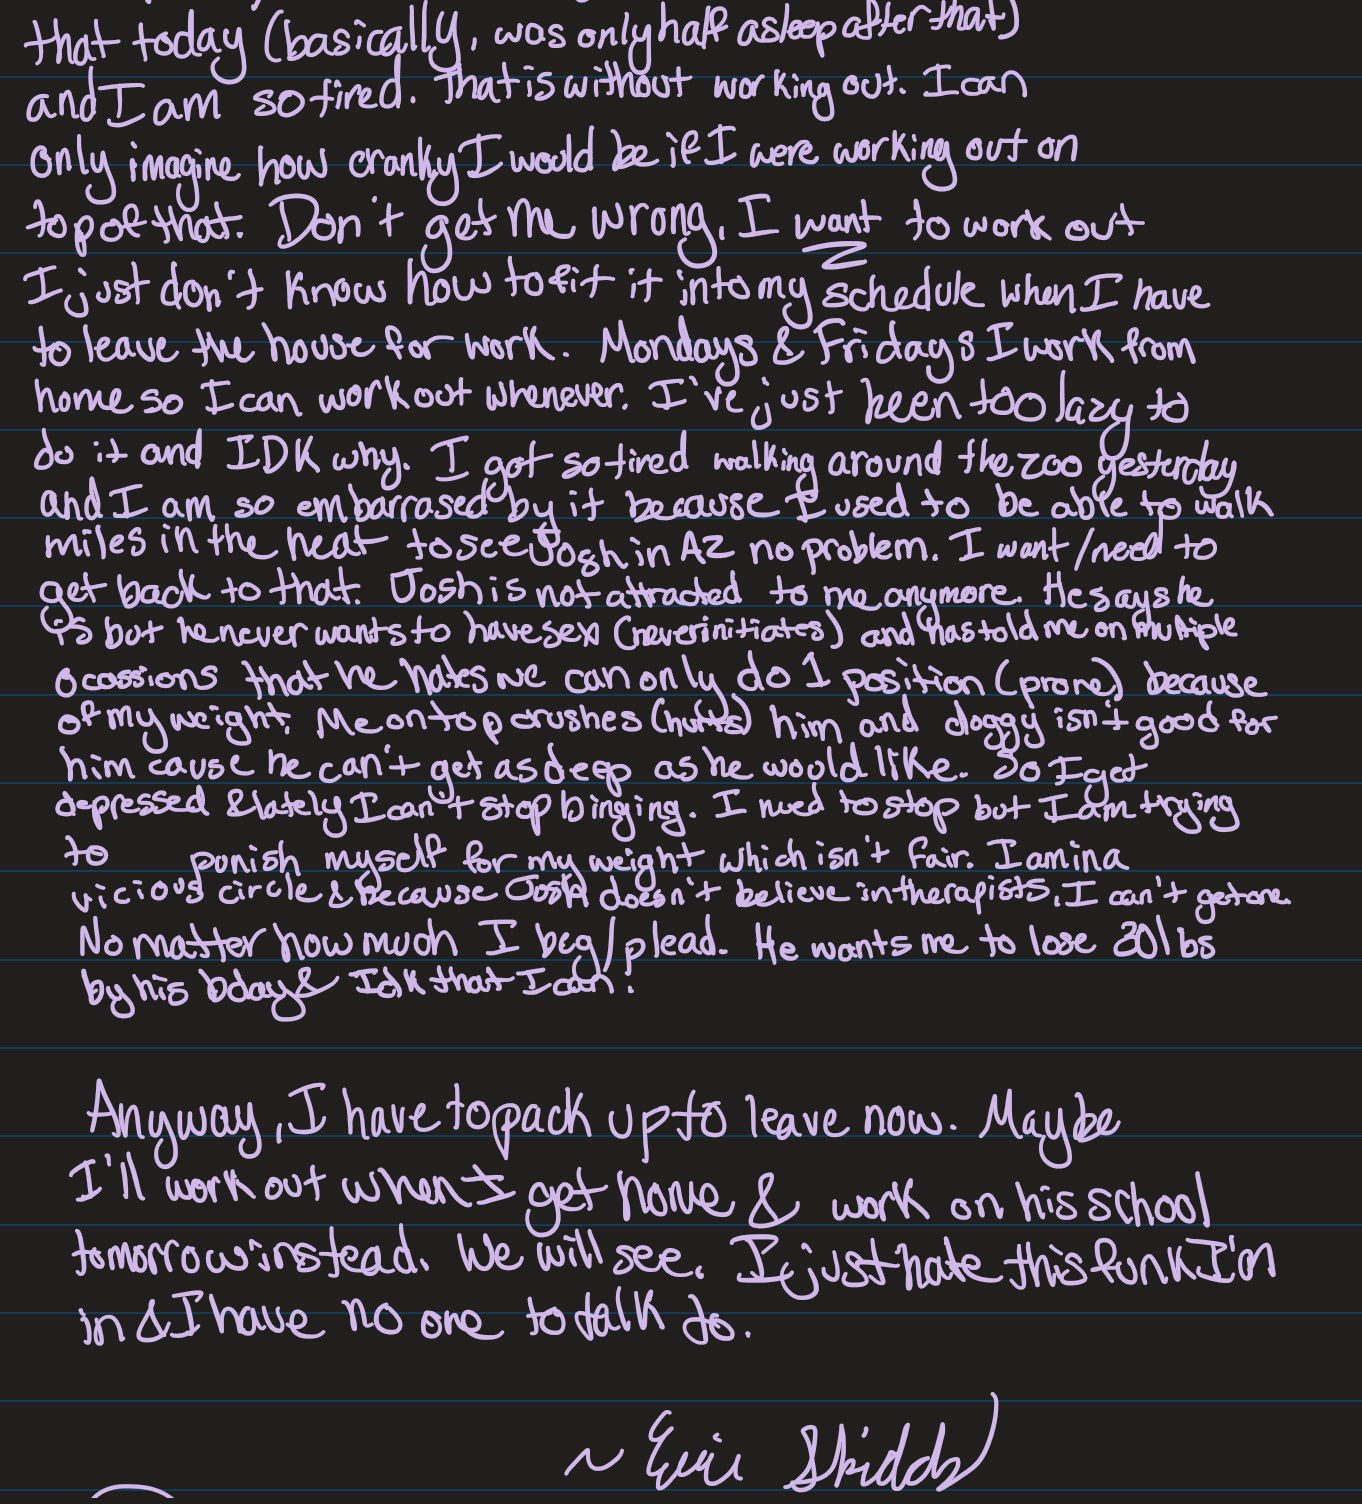 that today (basically, was only half asleep after that)
and I am so tired. That is without working out. I can
only imagine how cranky I would be if I were working out on
top of that. Don't get me wrong, I want to work out
I just don't know how to fit it into my schedule when I have
to leave the house for work. Mondays & Fridays I work from
home so I can work out whenever. I've just been too lazy to
do it and IDK why. I got so tired walking around the zoo yesterday
and I am so embarrased by it because I used to be able to walk
miles in the heat to see Josh in AZ no problem. I want/need to
get back to that. Josh is not attracted to me anymore. He says he
is but he never wants to have sex (never initiates) and has told me on multiple
ocassions that he hates we can only do 1 position (prone) because
of my weight. Me on top crushes (hurts) him and doggy isn't good for
him cause he can't get as deep as he would like. So I get
depressed & lately I can't stop binging. I need to stop but I am trying
to punish myself for my weight which isn't fair. I am in a
vicious circle & because Josh doesn't believe in therapists, I can't get one.
No matter how much I beg/plead. He wants me to lose 20lbs
by his bday & Idk that I can!
Anyway, I have to pack up to leave now. Maybe
I'll work out when I get home & work on his school
tomorrow instead. We will see. I just hate this funk I'm
in & I have no one to talk to.